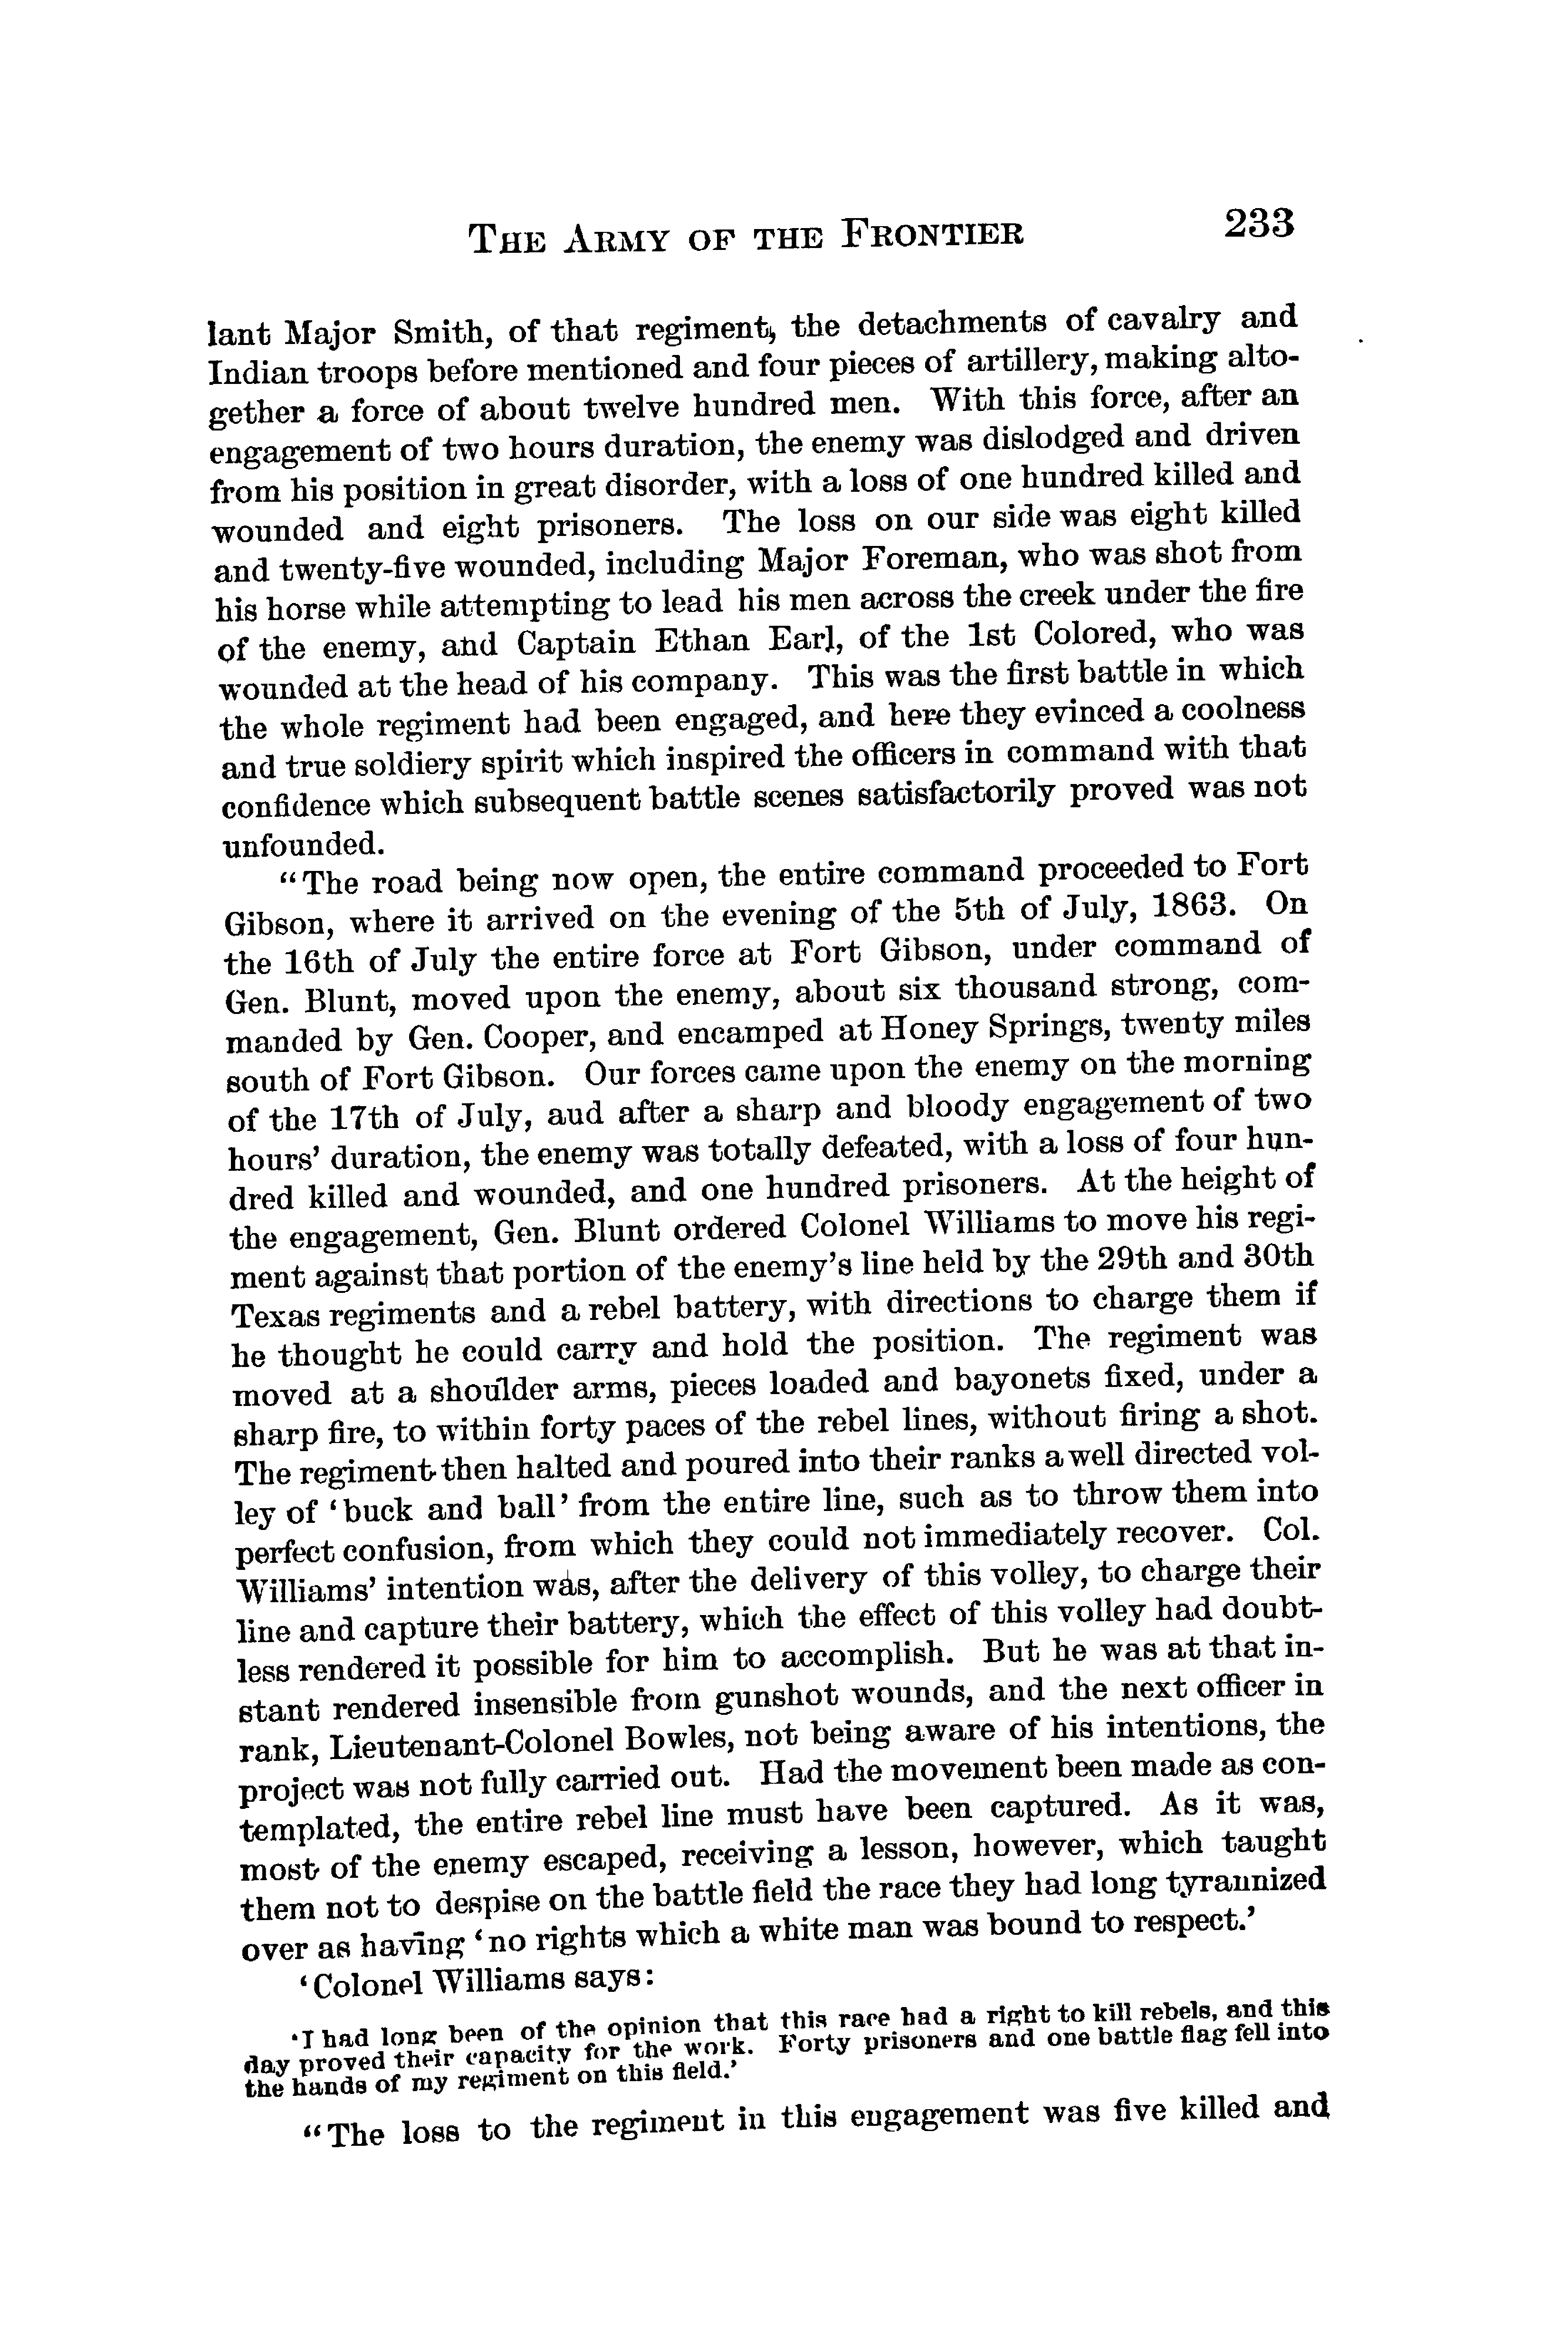 THE ARMY OF THE FRONTIER 233
lant Major Smith, of that regiment, the detachments of cavalry and
Indian troops before mentioned and four pieces of artillery, making alto-
gether a force of about twelve hundred men. With this force, after an
engagement of two hours duration, the enemy was dislodged and driven
from his position in great disorder, with a loss of one hundred killed and
wounded and eight prisoners. The loss on our side was eight killed
and twenty-five wounded, including Major Foreman, who was shot from
his horse while attempting to lead his men across the creek under the fire
of the enemy, and Captain Ethan Earl, of the 1st Colored, who was
wounded at the head of his company. This was the first battle in which
the whole regiment had been engaged, and here they evinced a coolness
and true soldiery spirit which inspired the officers in command with that
confidence which subsequent battle scenes satisfactorily proved was not
unfounded.
“The road being now open, the entire command proceeded to Fort
Gibson, where it arrived on the evening of the 5th of July, 1863. On
the 16th of July the entire force at Fort Gibson, under command of
Gen. Blunt, moved upon the enemy, about six thousand strong, com-
manded by Gen. Cooper, and encamped at Honey Springs, twenty miles
south of Fort Gibson. Our forces came upon the enemy on the morning
of the 17th of July, aud after a sharp and bloody engagement of two
hours’ duration, the enemy was totally defeated, with a loss of four hun-
dred killed and wounded, and one hundred prisoners. At the height of
the engagement, Gen. Blunt ordered Colonel Williams to move his regi-
ment against that portion of the enemy’s line held by the 29th and 30th
Texas regiments and a rebel battery, with directions to charge them if
he thought he could carry and hold the position. The regiment was
moved at a shoulder arms, pieces loaded and bayonets fixed, under a
sharp fire, to within forty paces of the rebel lines, without firing a shot.
The regiment then halted and poured into their ranks a well directed vol-
ley of ‘buck and ball’ from the entire line, such as to throw them into
perfect confusion, from which they could not immediately recover. Col.
Williams’ intention was, after the delivery of this volley, to charge their
line and capture their battery, which the effect of this volley had doubt-
less rendered it possible for him to accomplish. But he was at that in-
stant rendered insensible from gunshot wounds, and the next officer in
rank, Lieutenant-Colonel Bowles, not being aware of his intentions, the
project was not fully carried out. Had the movement been made as con-
templated, the entire rebel line must have been captured. As it was,
most of the enemy escaped, receiving a lesson, however, which taught
them not to despise on the battle field the race they had long tyrannized
over as having ‘no rights which a white man was bound to respect.’
‘Colonel Williams says:
‘I had long been of the opinion that this race had a right to kill rebels, and this
day proved their capacity for the work. Forty prisoners and one battle flag fell into
the hands of my regiment on this field.’
“The loss to the regiment in this engagement was five killed and